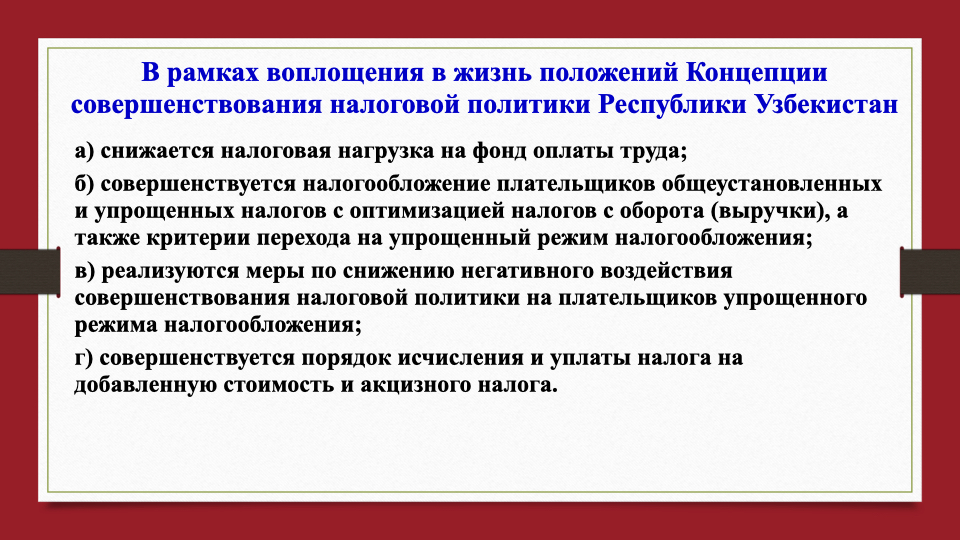 В рамках воплощения в жизнь положений Концепции
совершенствования налоговой политики Республики Узбекистан
а) снижается налоговая нагрузка на фонд оплаты труда;
б) совершенствуется налогообложение плательщиков общеустановленных
и упрощенных налогов с оптимизацией налогов с оборота (выручки), а
также критерии перехода на упрощенный режим налогообложения;
в) реализуются меры по снижению негативного воздействия
совершенствования налоговой политики на плательщиков упрощенного
режима налогообложения;
г) совершенствуется порядок исчисления и уплаты налога на
добавленную стоимость и акцизного налога.